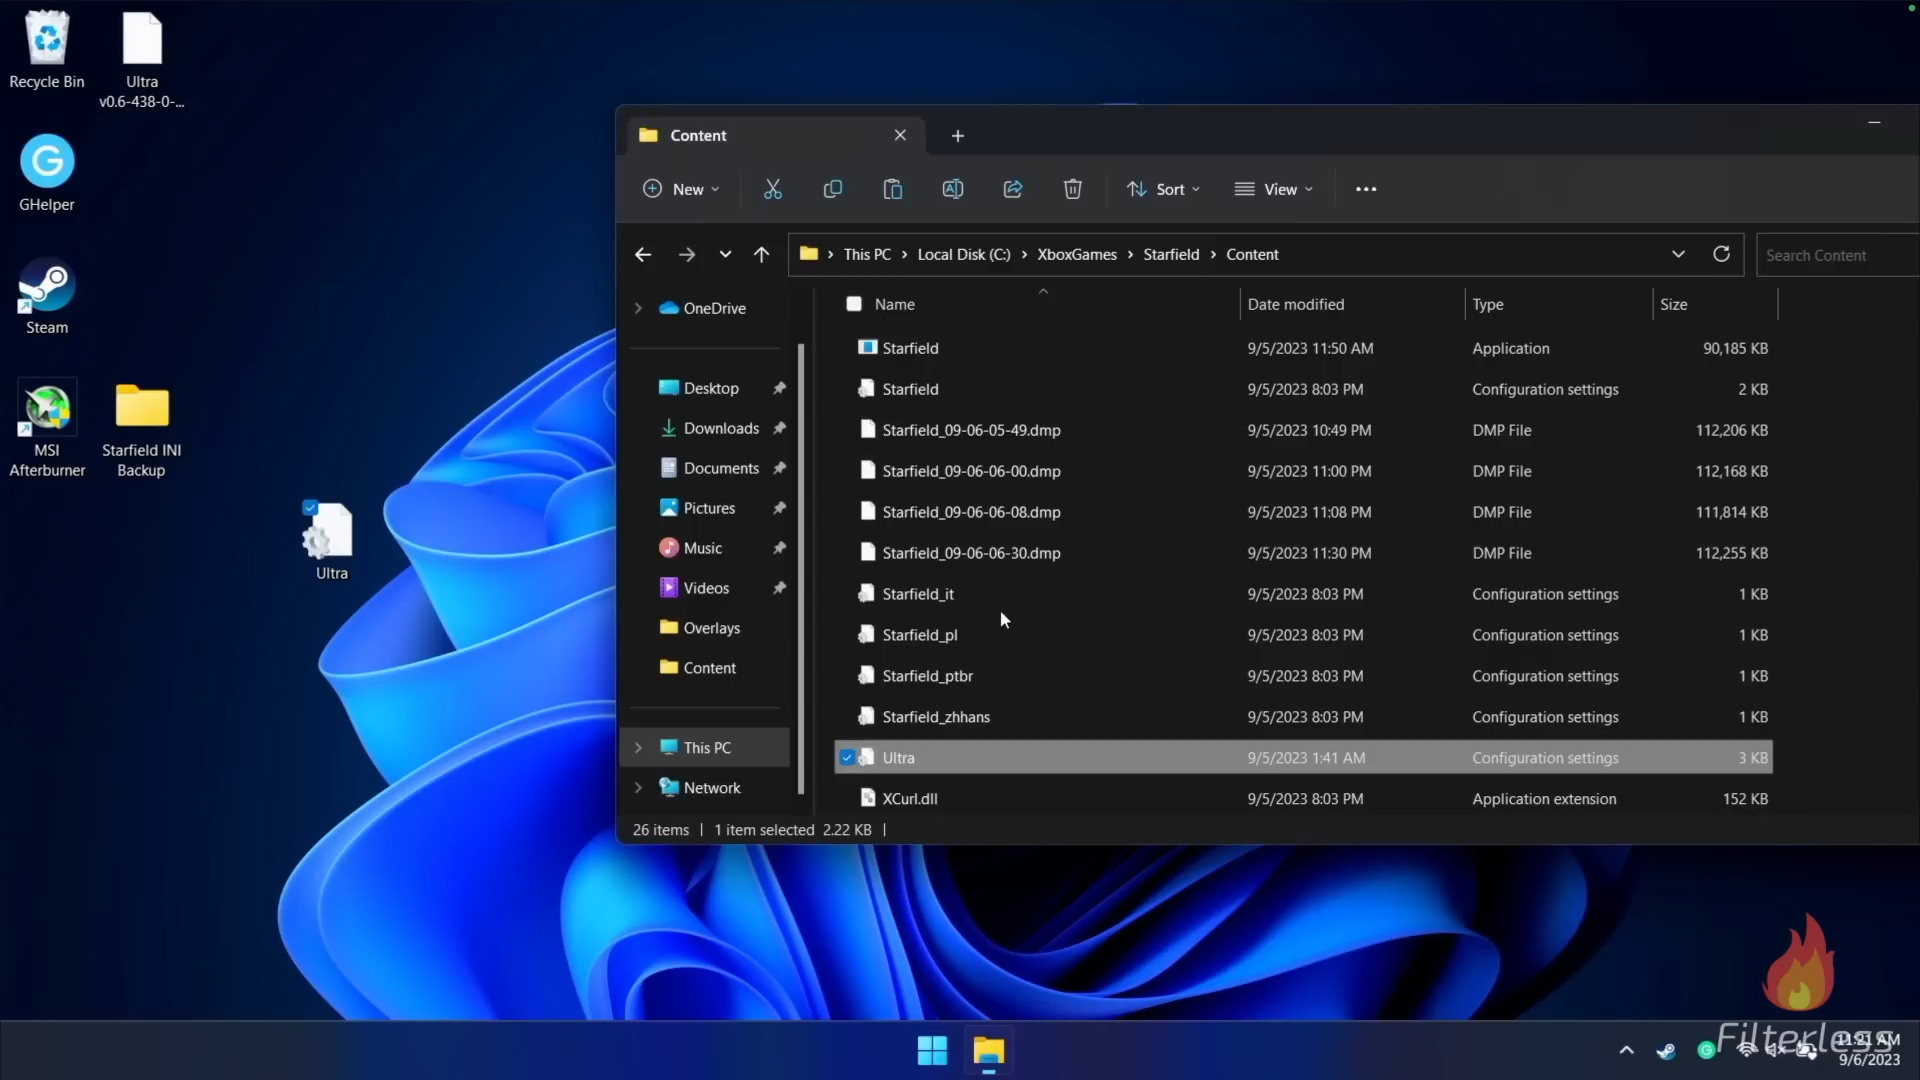 Recycle Bin
Ultra
v0.6-438-0-...
GHelper
Steam
MSI
Afterburner
Starfield INI
Backup
Ultra
Content
New
Sort
View
This PC
Local Disk (C:)
XboxGames
Starfield
Content
Search Content
OneDrive
Desktop
Downloads
Documents
Pictures
Music
Videos
Overlays
Content
This PC
Network
Name Date modified Type Size
Starfield 9/5/2023 11:50 AM Application 90,185 KB
Starfield 9/5/2023 8:03 PM Configuration settings 2 KB
Starfield_09-06-05-49.dmp 9/5/2023 10:49 PM DMP File 112,206 KB
Starfield_09-06-06-00.dmp 9/5/2023 11:00 PM DMP File 112,168 KB
Starfield_09-06-06-08.dmp 9/5/2023 11:08 PM DMP File 111,814 KB
Starfield_09-06-06-30.dmp 9/5/2023 11:30 PM DMP File 112,255 KB
Starfield_it 9/5/2023 8:03 PM Configuration settings 1 KB
Starfield_pl 9/5/2023 8:03 PM Configuration settings 1 KB
Starfield_ptbr 9/5/2023 8:03 PM Configuration settings 1 KB
Starfield_zhhans 9/5/2023 8:03 PM Configuration settings 1 KB
Ultra 9/5/2023 1:41 AM Configuration settings 3 KB
XCurl.dll 9/5/2023 8:03 PM Application extension 152 KB
26 items | 1 item selected 2.22 KB |
Filterless
11:21 AM
9/6/2023